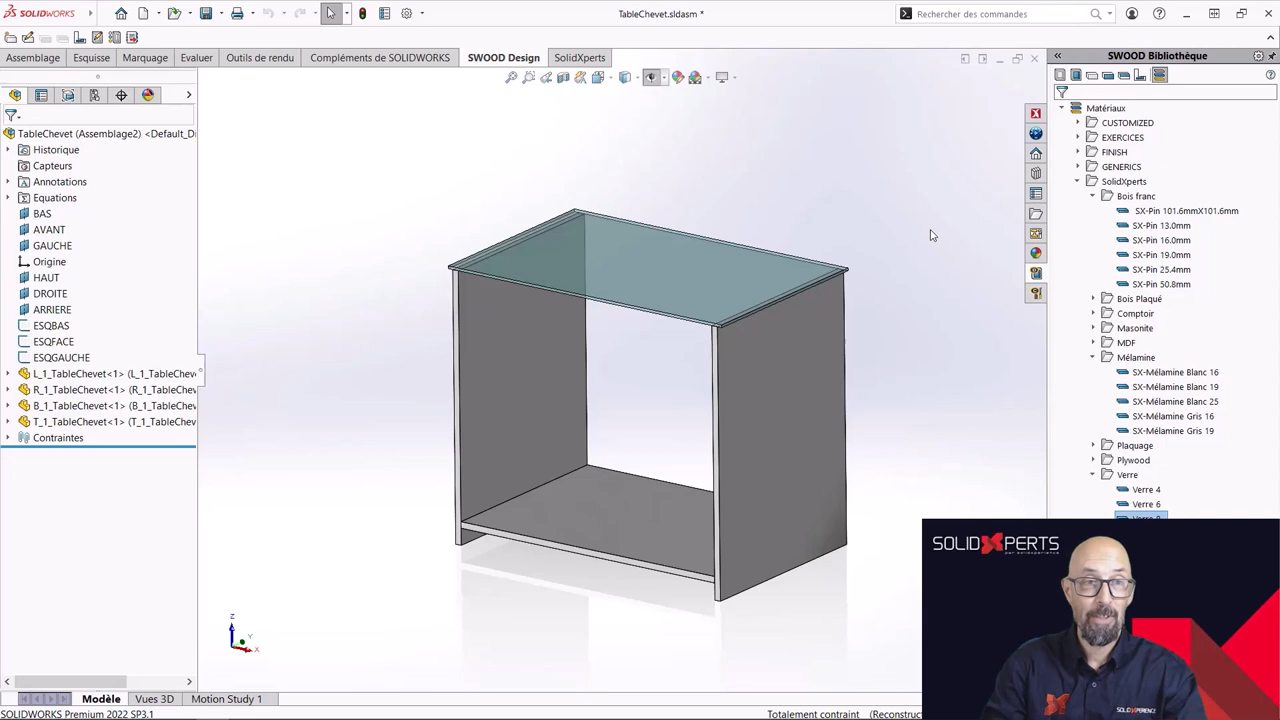 SOLIDWORKS
TableChevet.sldasm *
Rechercher des commandes
Assemblage
Esquisse
Marquage
Evaluer
Outils de rendu
Compléments de SOLIDWORKS
SWOOD Design
SolidXperts
TableChevet (Assemblage2) <Default_Di
Historique
Capteurs
Annotations
Equations
BAS
AVANT
GAUCHE
Origine
HAUT
DROITE
ARRIERE
ESQBAS
ESQFACE
ESQGAUCHE
L_1_TableChevet<1> (L_1_TableChev
R_1_TableChevet<1> (R_1_TableChev
B_1_TableChevet<1> (B_1_TableChev
T_1_TableChevet<1> (T_1_TableChev
Contraintes
Z
Y
X
SWOOD Bibliothèque
Matériaux
CUSTOMIZED
EXERCICES
FINISH
GENERICS
SolidXperts
Bois franc
SX-Pin 101.6mmX101.6mm
SX-Pin 13.0mm
SX-Pin 16.0mm
SX-Pin 19.0mm
SX-Pin 25.4mm
SX-Pin 50.8mm
Bois Plaqué
Comptoir
Masonite
MDF
Mélamine
SX-Mélamine Blanc 16
SX-Mélamine Blanc 19
SX-Mélamine Blanc 25
SX-Mélamine Gris 16
SX-Mélamine Gris 19
Plaquage
Plywood
Verre
Verre 4
Verre 6
SOLIDXPERTS
par solidxperience
SOLIDXPERIENCE
Modèle
Vues 3D
Motion Study 1
SOLIDWORKS Premium 2022 SP3.1
Totalement contraint
(Reconstruct